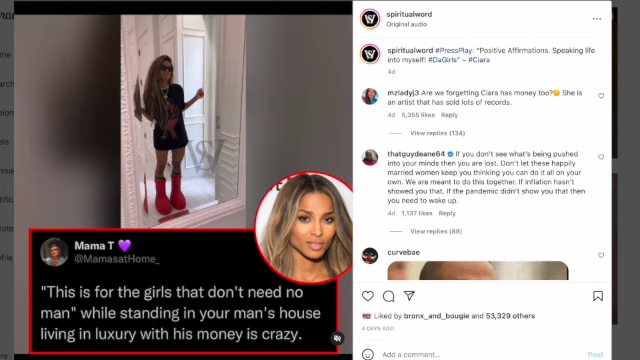 spiritualword
Original audio
spiritualword #PressPlay: "Positive Affirmations. Speaking life
into myself! #DaGirls" ~ #Ciara
4d
mzladyj3 Are we forgetting Ciara has money too?🤔 She is
an artist that has sold lots of records.
4d 5,355 likes Reply
View replies (134)
thatguydeane64 If you don't see what's being pushed
into your minds then you are lost. Don't let these happily
married women keep you thinking you can do it all on your
own. We are meant to do this together. If inflation hasn't
showed you that. If the pandemic didn't show you that then
you need to wake up.
4d 1,137 likes Reply
View replies (88)
curvebae
Liked by bronx_and_bougie and 53,329 others
4 DAYS AGO
Add a comment...
Post
Mama T 💜
@MamasatHome_
"This is for the girls that don't need no
man" while standing in your man's house
living in luxury with his money is crazy.